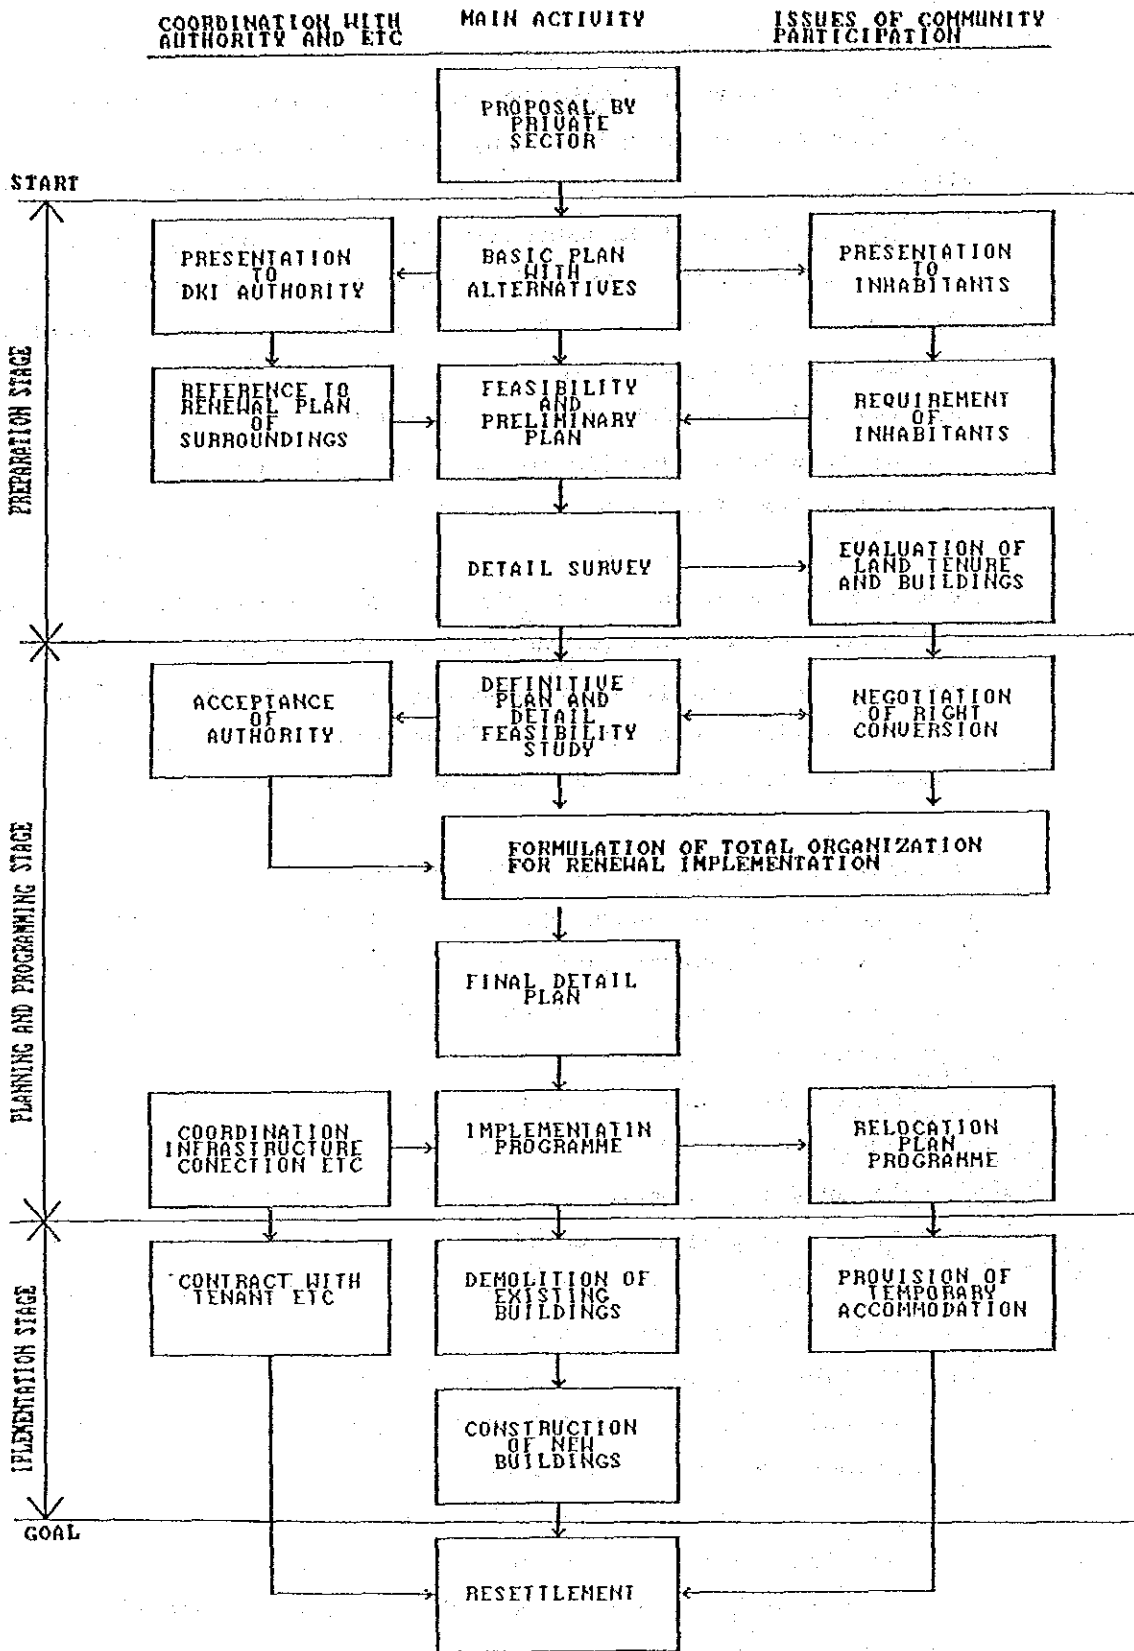 COORDINATION WITH
AUTHORITY AND ETC
MAIN ACTIVITY
ISSUES OF COMMUNITY
PARTICIPATION
PROPOSAL BY
PRIVATE
SECTOR
START
PREPARATION STAGE
PRESENTATION
TO
DKI AUTHORITY
BASIC PLAN
WITH
ALTERNATIVES
PRESENTATION
TO
INHABITANTS
REFERENCE TO
RENEWAL PLAN
OF
SURROUNDINGS
FEASIBILITY
AND
PRELIMINARY
PLAN
REQUIREMENT
OF
INHABITANTS
DETAIL SURVEY
EVALUATION OF
LAND TENURE
AND BUILDINGS
PLANNING AND PROGRAMMING STAGE
ACCEPTANCE
OF
AUTHORITY
DEFINITIVE
PLAN AND
DETAIL
FEASIBILITY
STUDY
NEGOTIATION
OF RIGHT
CONVERSION
FORMULATION OF TOTAL ORGANIZATION
FOR RENEWAL IMPLEMENTATION
FINAL DETAIL
PLAN
COORDINATION
INFRASTRUCTURE
CONECTION ETC
IMPLEMENTATIN
PROGRAMME
RELOCATION
PLAN
PROGRAMME
IPLEMENTATION STAGE
CONTRACT WITH
TENANT ETC
DEMOLITION OF
EXISTING
BUILDINGS
PROVISION OF
TEMPORARY
ACCOMMODATION
CONSTRUCTION
OF NEW
BUILDINGS
GOAL
RESETTLEMENT